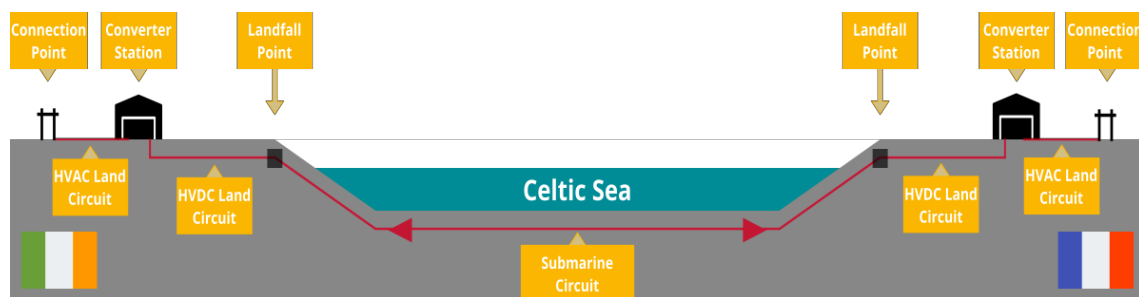 Connection
Point
Converter
Station
Landfall
Point
Landfall
Point
Converter
Station
Connection
Point
HVAC Land
Circuit
HVDC Land
Circuit
Celtic Sea
HVDC Land
Circuit
HVAC Land
Circuit
Submarine
Circuit